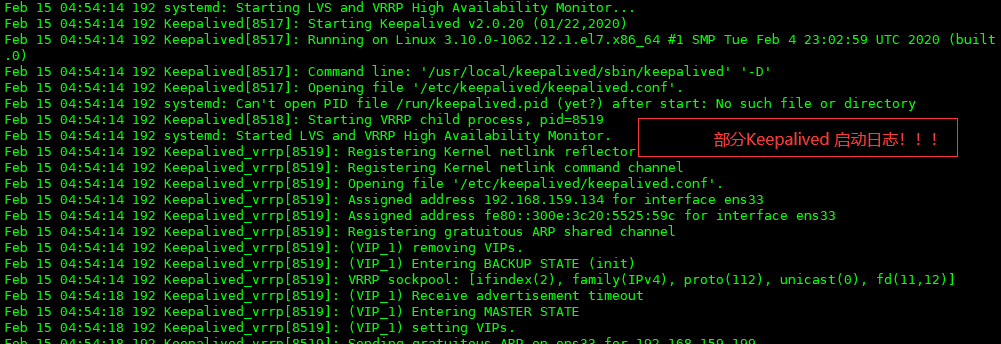 Feb 15 04:54:14 192 systemd: Starting LVS and VRRP High Availability Monitor...
Feb 15 04:54:14 192 Keepalived[8517]: Starting Keepalived v2.0.20 (01/22,2020)
Feb 15 04:54:14 192 Keepalived[8517]: Running on Linux 3.10.0-1062.12.1.el7.x86_64 #1 SMP Tue Feb 4 23:02:59 UTC 2020 (built
.0)
Feb 15 04:54:14 192 Keepalived[8517]: Command line: '/usr/local/keepalived/sbin/keepalived' '-D'
Feb 15 04:54:14 192 Keepalived[8517]: Opening file '/etc/keepalived/keepalived.conf'.
Feb 15 04:54:14 192 systemd: Can't open PID file /run/keepalived.pid (yet?) after start: No such file or directory
Feb 15 04:54:14 192 Keepalived[8518]: Starting VRRP child process, pid=8519
Feb 15 04:54:14 192 systemd: Started LVS and VRRP High Availability Monitor.
部分Keepalived 启动日志！！！
Feb 15 04:54:14 192 Keepalived_vrrp[8519]: Registering Kernel netlink reflector
Feb 15 04:54:14 192 Keepalived_vrrp[8519]: Registering Kernel netlink command channel
Feb 15 04:54:14 192 Keepalived_vrrp[8519]: Opening file '/etc/keepalived/keepalived.conf'.
Feb 15 04:54:14 192 Keepalived_vrrp[8519]: Assigned address 192.168.159.134 for interface ens33
Feb 15 04:54:14 192 Keepalived_vrrp[8519]: Assigned address fe80::300e:3c20:5525:59c for interface ens33
Feb 15 04:54:14 192 Keepalived_vrrp[8519]: Registering gratuitous ARP shared channel
Feb 15 04:54:14 192 Keepalived_vrrp[8519]: (VIP_1) removing VIPs.
Feb 15 04:54:14 192 Keepalived_vrrp[8519]: (VIP_1) Entering BACKUP STATE (init)
Feb 15 04:54:14 192 Keepalived_vrrp[8519]: VRRP sockpool: [ifindex(2), family(IPv4), proto(112), unicast(0), fd(11,12)]
Feb 15 04:54:18 192 Keepalived_vrrp[8519]: (VIP_1) Receive advertisement timeout
Feb 15 04:54:18 192 Keepalived_vrrp[8519]: (VIP_1) Entering MASTER STATE
Feb 15 04:54:18 192 Keepalived_vrrp[8519]: (VIP_1) setting VIPs.
Feb 15 04:54:18 192 Keepalived_vrrp[8519]: Sending gratuitous ARP on ens33 for 192.168.159.199